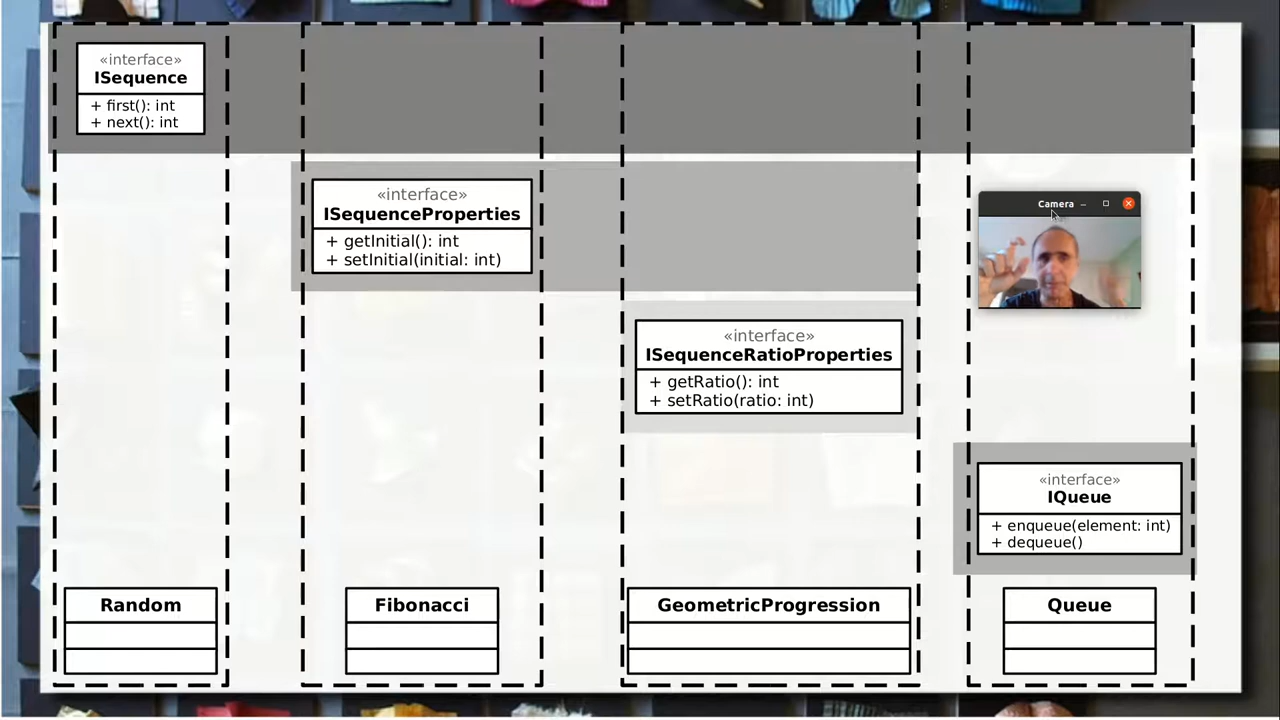 «interface»
ISequence
+ first(): int
+ next(): int
«interface»
ISequenceProperties
+ getInitial(): int
+ setInitial(initial: int)
Camera
«interface»
ISequenceRatioProperties
+ getRatio(): int
+ setRatio(ratio: int)
«interface»
IQueue
+ enqueue(element: int)
+ dequeue()
Random
Fibonacci
GeometricProgression
Queue